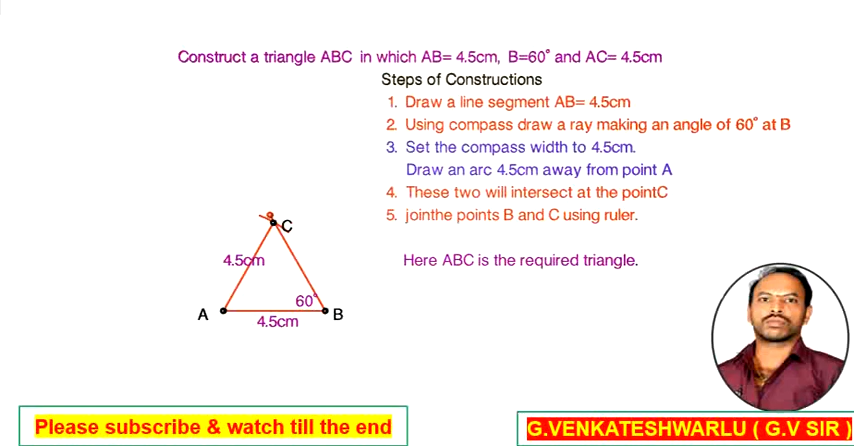 Construct a triangle ABC in which AB= 4.5cm, B=60° and AC= 4.5cm
Steps of Constructions
1. Draw a line segment AB= 4.5cm
2. Using compass draw a ray making an angle of 60° at B
3. Set the compass width to 4.5cm.
Draw an arc 4.5cm away from point A
4. These two will intersect at the pointC
5. jointhe points B and C using ruler.
Here ABC is the required triangle.
C
4.5cm
60°
A
B
4.5cm
Please subscribe & watch till the end
G.VENKATESHWARLU ( G.V SIR )